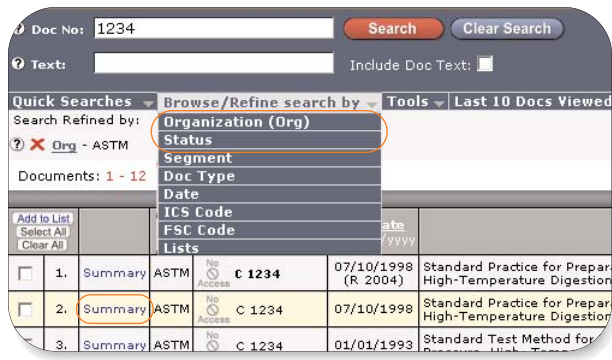 Doc No: 1234 Search Clear Search
Text: Include Doc Text:
Quick Searches Browse/Refine search by Tools Last 10 Docs Viewed
Search Refined by:
Organization (Org)
Status
Org - ASTM
Segment
Documents: 1 - 12
Doc Type
Date
ICS Code
FSC Code
Lists
Add to List
Select All
Clear All
yyyy
1. Summary ASTM No Access C 1234 07/10/1998 (R 2004) Standard Practice for
High-Temperature Digestion
2. Summary ASTM No Access C 1234 07/10/1998 Standard Practice for
High-Temperature Digestion
3. Summary ASTM No C 1234 01/01/1993 Standard Test Method for